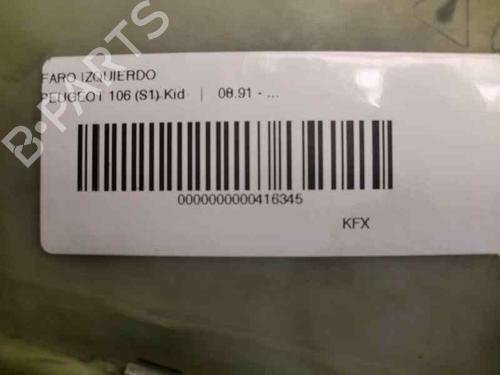 FARO IZQUIERDO
PEUGEOT 106 (S1) Kid | 08.91 - ...
0000000000416345
KFX
B-PARTS